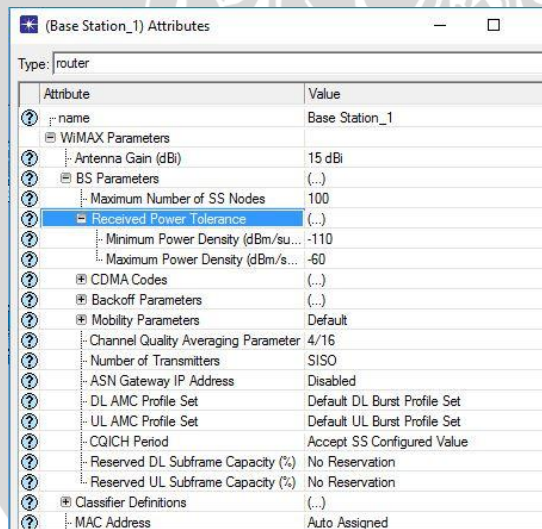 (Base Station_1) Attributes
Type: router
Attribute Value
name Base Station_1
WiMAX Parameters
Antenna Gain (dBi) 15 dBi
BS Parameters (...)
Maximum Number of SS Nodes 100
Received Power Tolerance (...)
Minimum Power Density (dBm/su... -110
Maximum Power Density (dBm/s... -60
CDMA Codes (...)
Backoff Parameters (...)
Mobility Parameters Default
Channel Quality Averaging Parameter 4/16
Number of Transmitters SISO
ASN Gateway IP Address Disabled
DL AMC Profile Set Default DL Burst Profile Set
UL AMC Profile Set Default UL Burst Profile Set
CQICH Period Accept SS Configured Value
Reserved DL Subframe Capacity (%) No Reservation
Reserved UL Subframe Capacity (%) No Reservation
Classifier Definitions (...)
MAC Address Auto Assigned